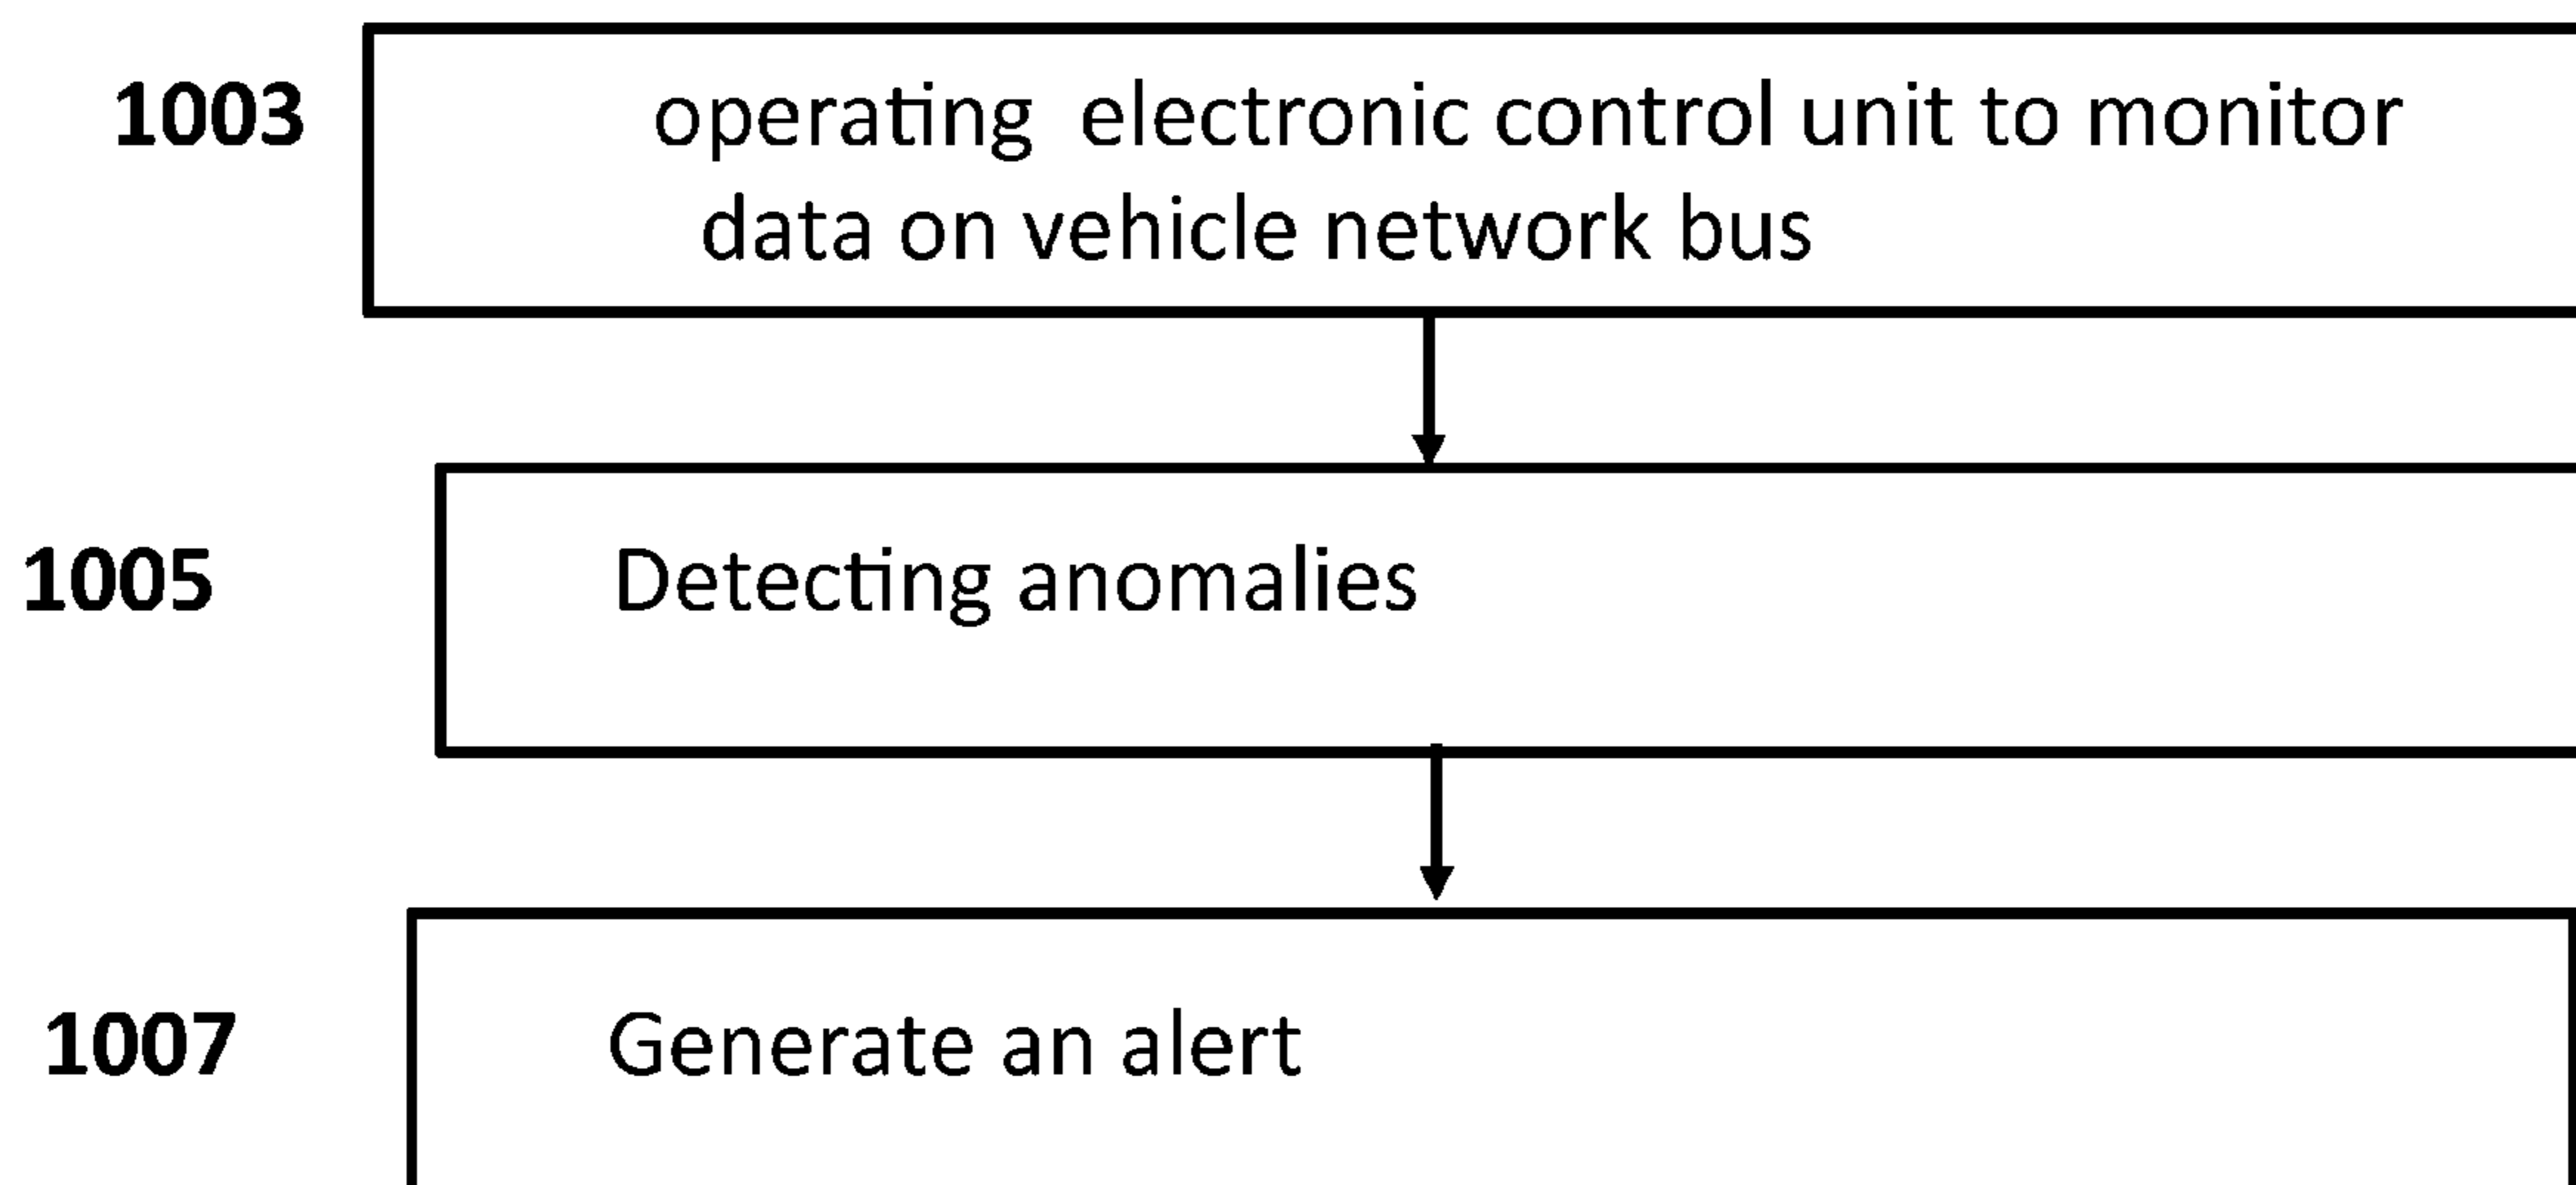 1003
operating electronic control unit to monitor
data on vehicle network bus
1005
Detecting anomalies
1007
Generate an alert